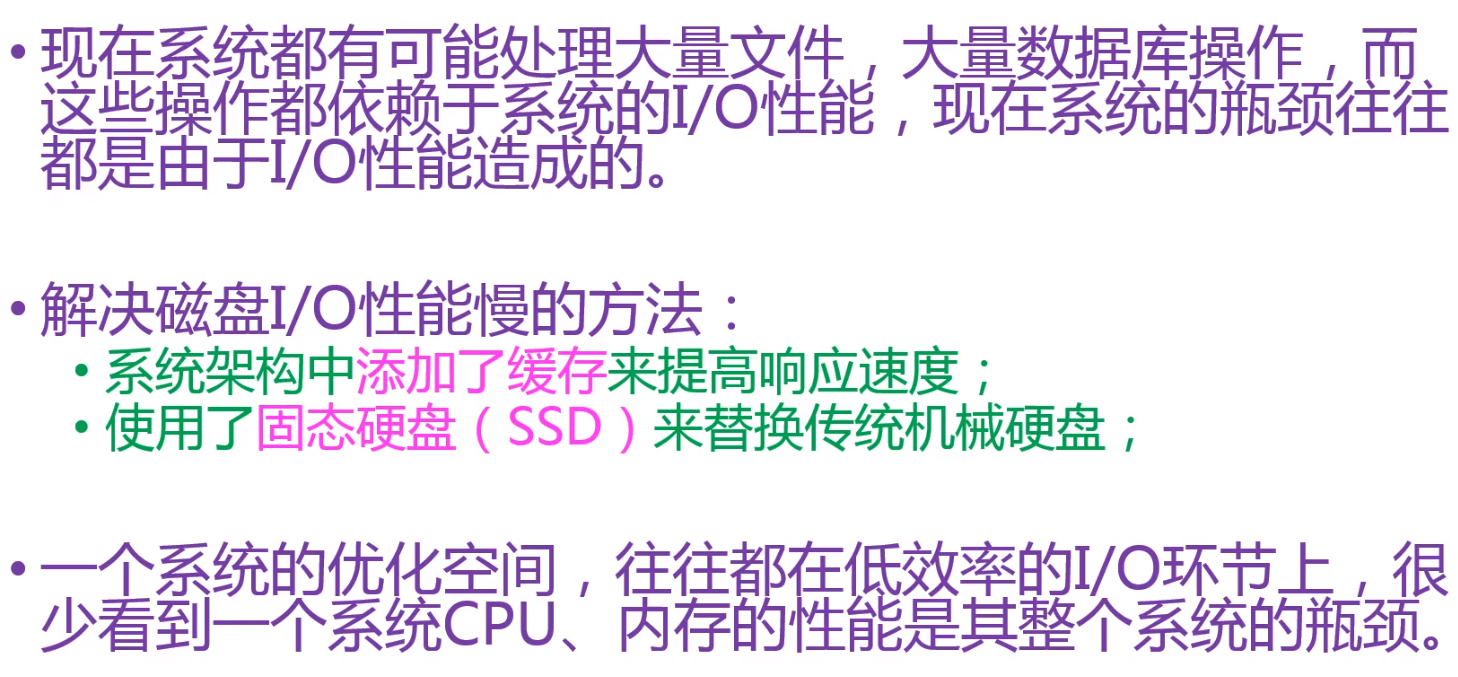 • 现在系统都有可能处理大量文件，大量数据库操作，而
这些操作都依赖于系统的I/O性能，现在系统的瓶颈往往
都是由于I/O性能造成的。
• 解决磁盘I/O性能慢的方法：
• 系统架构中添加了缓存来提高响应速度；
• 使用了固态硬盘（SSD）来替换传统机械硬盘；
• 一个系统的优化空间，往往都在低效率的I/O环节上，很
少看到一个系统CPU、内存的性能是其整个系统的瓶颈。